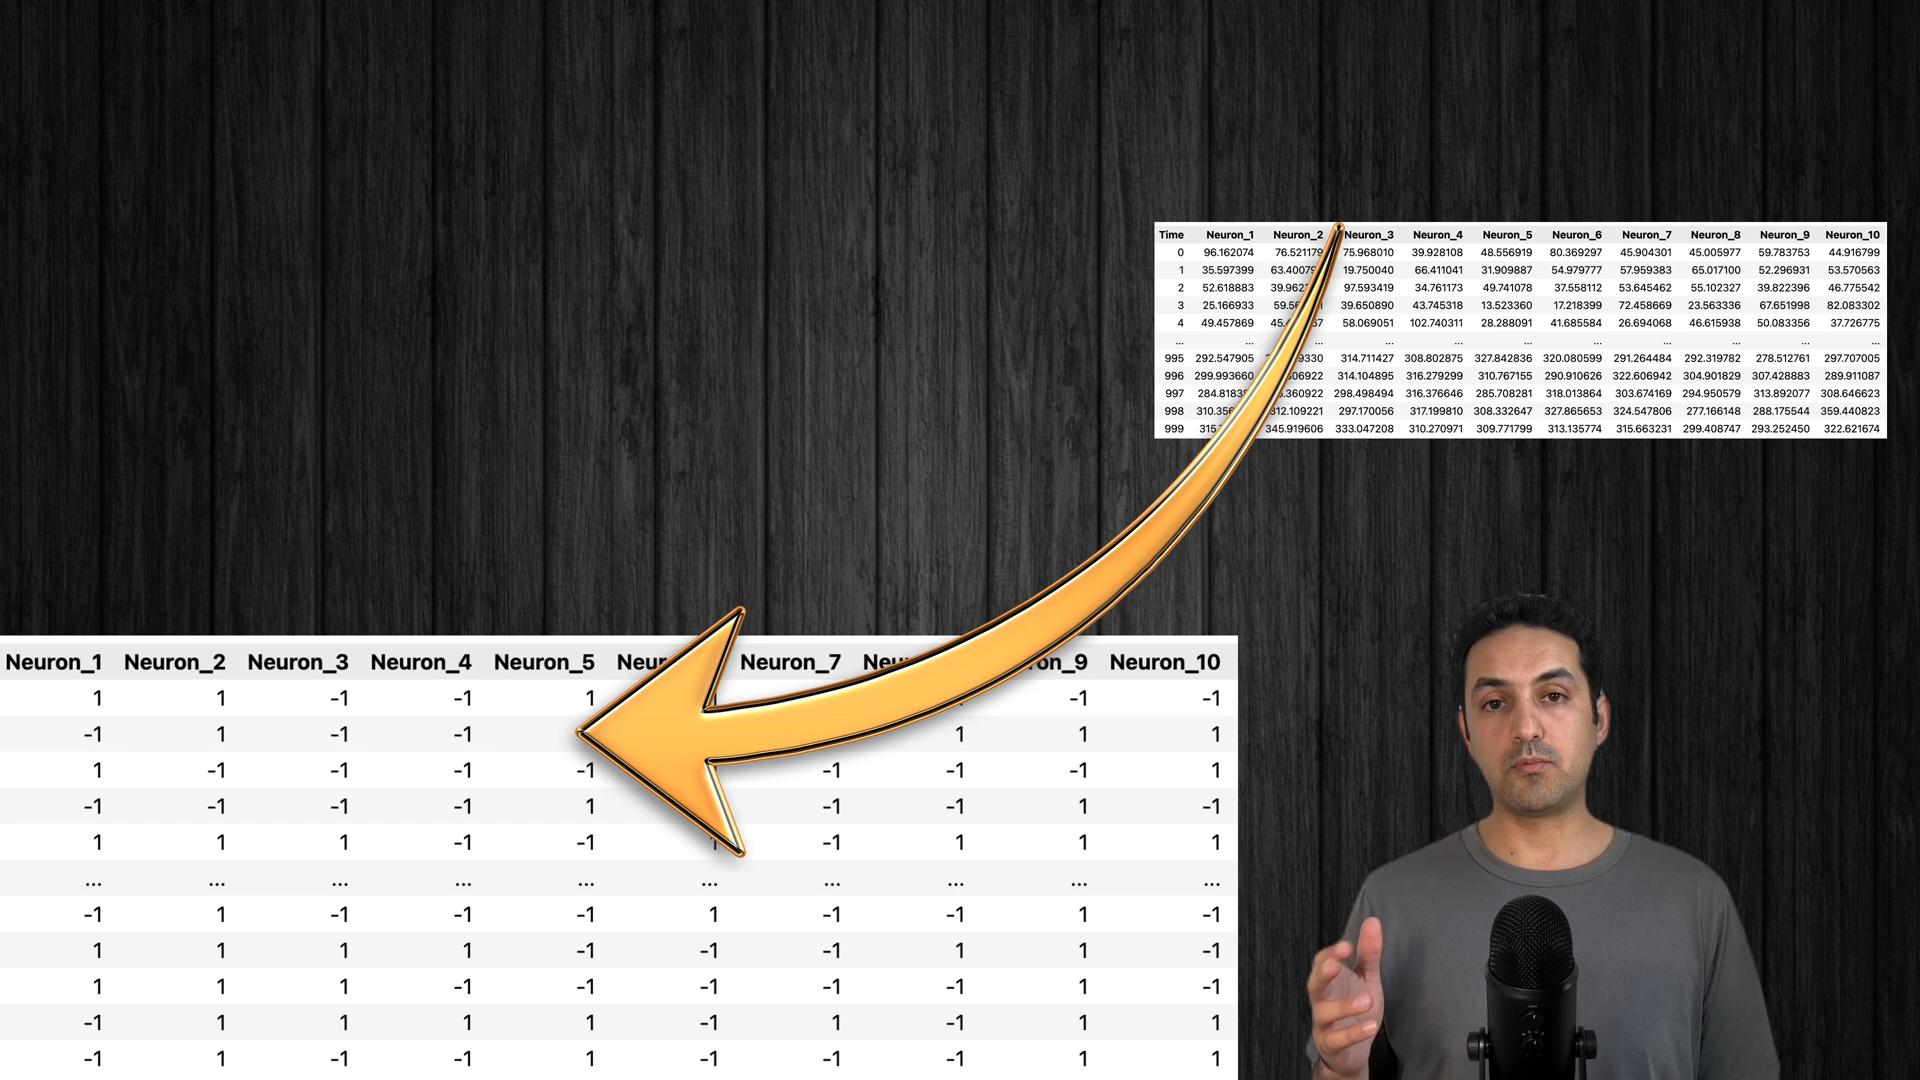 Time Neuron_1 Neuron_2 Neuron_3 Neuron_4 Neuron_5 Neuron_6 Neuron_7 Neuron_8 Neuron_9 Neuron_10
0 96.162074 76.521179 75.968010 39.928108 48.556919 80.369297 45.904301 45.005977 59.783753 44.916799
1 35.597399 19.750040 66.411041 31.909887 54.979777 57.959383 65.017100 52.296931 53.570563
2 52.618883 97.593419 34.761173 49.741078 37.558112 53.645462 55.102327 39.822396 46.775542
3 25.166933 39.650890 43.745318 13.523360 17.218399 72.458669 23.563336 67.651998 82.083302
4 49.457869 58.069051 102.740311 28.288091 41.685584 26.694068 46.615938 50.083356 37.726775
... ... ... ... ... ... ... ... ... ... ...
995 292.547905 314.711427 308.802875 327.842836 320.080599 291.264484 292.319782 278.512761 297.707005
996 299.993660 314.104895 316.279299 310.767155 290.910626 322.606942 304.901829 307.428883 289.911087
997 298.498494 316.376646 285.708281 318.013864 303.674169 294.950579 313.892077 308.646623
998 312.109221 297.170056 317.199810 308.332647 327.865653 324.547806 277.166148 288.175544 359.440823
999 345.919606 333.047208 310.270971 309.771799 313.135774 315.663231 299.408747 293.252450 322.621674
Neuron_1 Neuron_2 Neuron_3 Neuron_4 Neuron_5 Neuron_7 Neuron_10
1 1 -1 -1 1 -1 -1
-1 1 -1 -1 1 1 1
1 -1 -1 -1 -1 -1 -1 -1 1
-1 -1 -1 -1 1 -1 -1 1 -1
1 1 1 -1 -1 -1 1 1 1
... ... ... ... ... ... ... ... ... ...
-1 1 -1 -1 -1 1 -1 -1 1 -1
1 1 1 -1 -1 -1 -1 1 1 -1
1 1 1 -1 1 -1 -1 -1 1 -1
-1 1 1 1 1 -1 1 -1 1 1
-1 1 -1 -1 1 -1 -1 -1 1 1